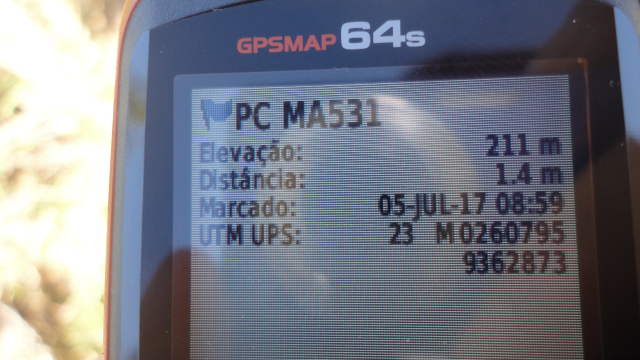 GPSMAP 64s
PC MA531
Elevação: 211 m
Distância: 1.4 m
Marcado: 05-JUL-17 08:59
UTM UPS: 23 M0260795
9362873